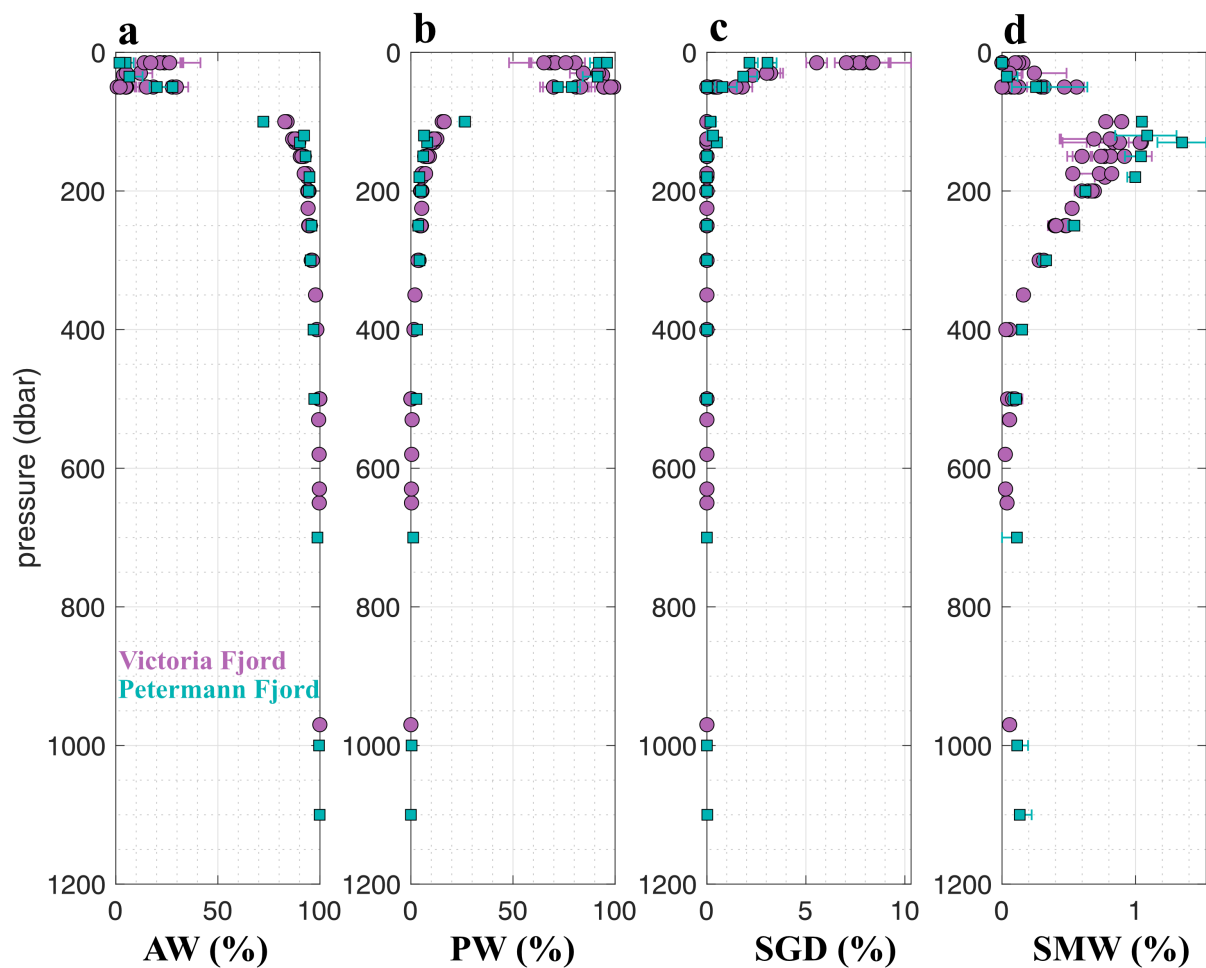 a b c d
0 0 0 0
200 200 200 200
400 400 400 400
600 600 600 600
800 800 800 800
1000 1000 1000 1000
1200 1200 1200 1200
pressure (dbar)
Victoria Fjord
Petermann Fjord
0 50 100 0 50 100 0 5 10 0 1
AW (%) PW (%) SGD (%) SMW (%)